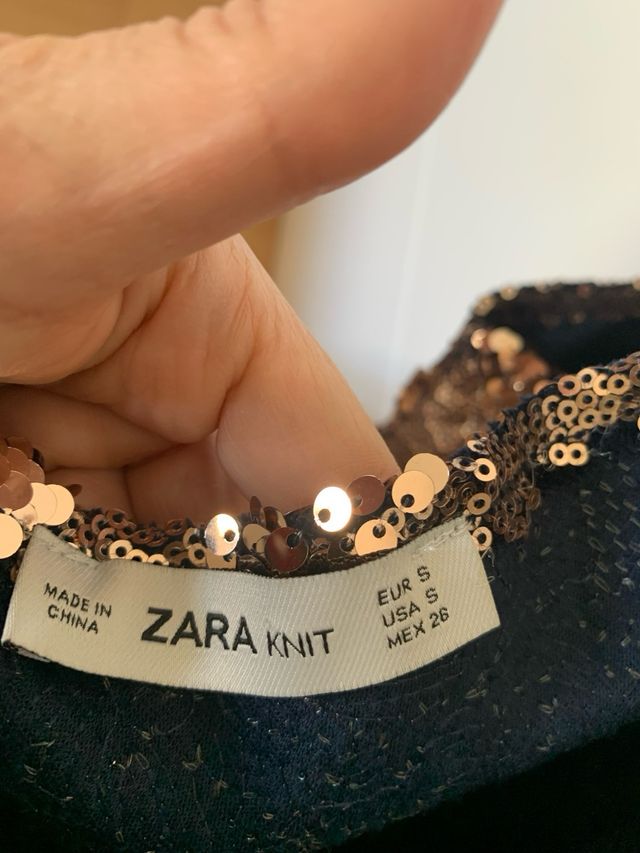 MADE IN
CHINA
ZARA KNIT
EUR S
USA S
MEX 26